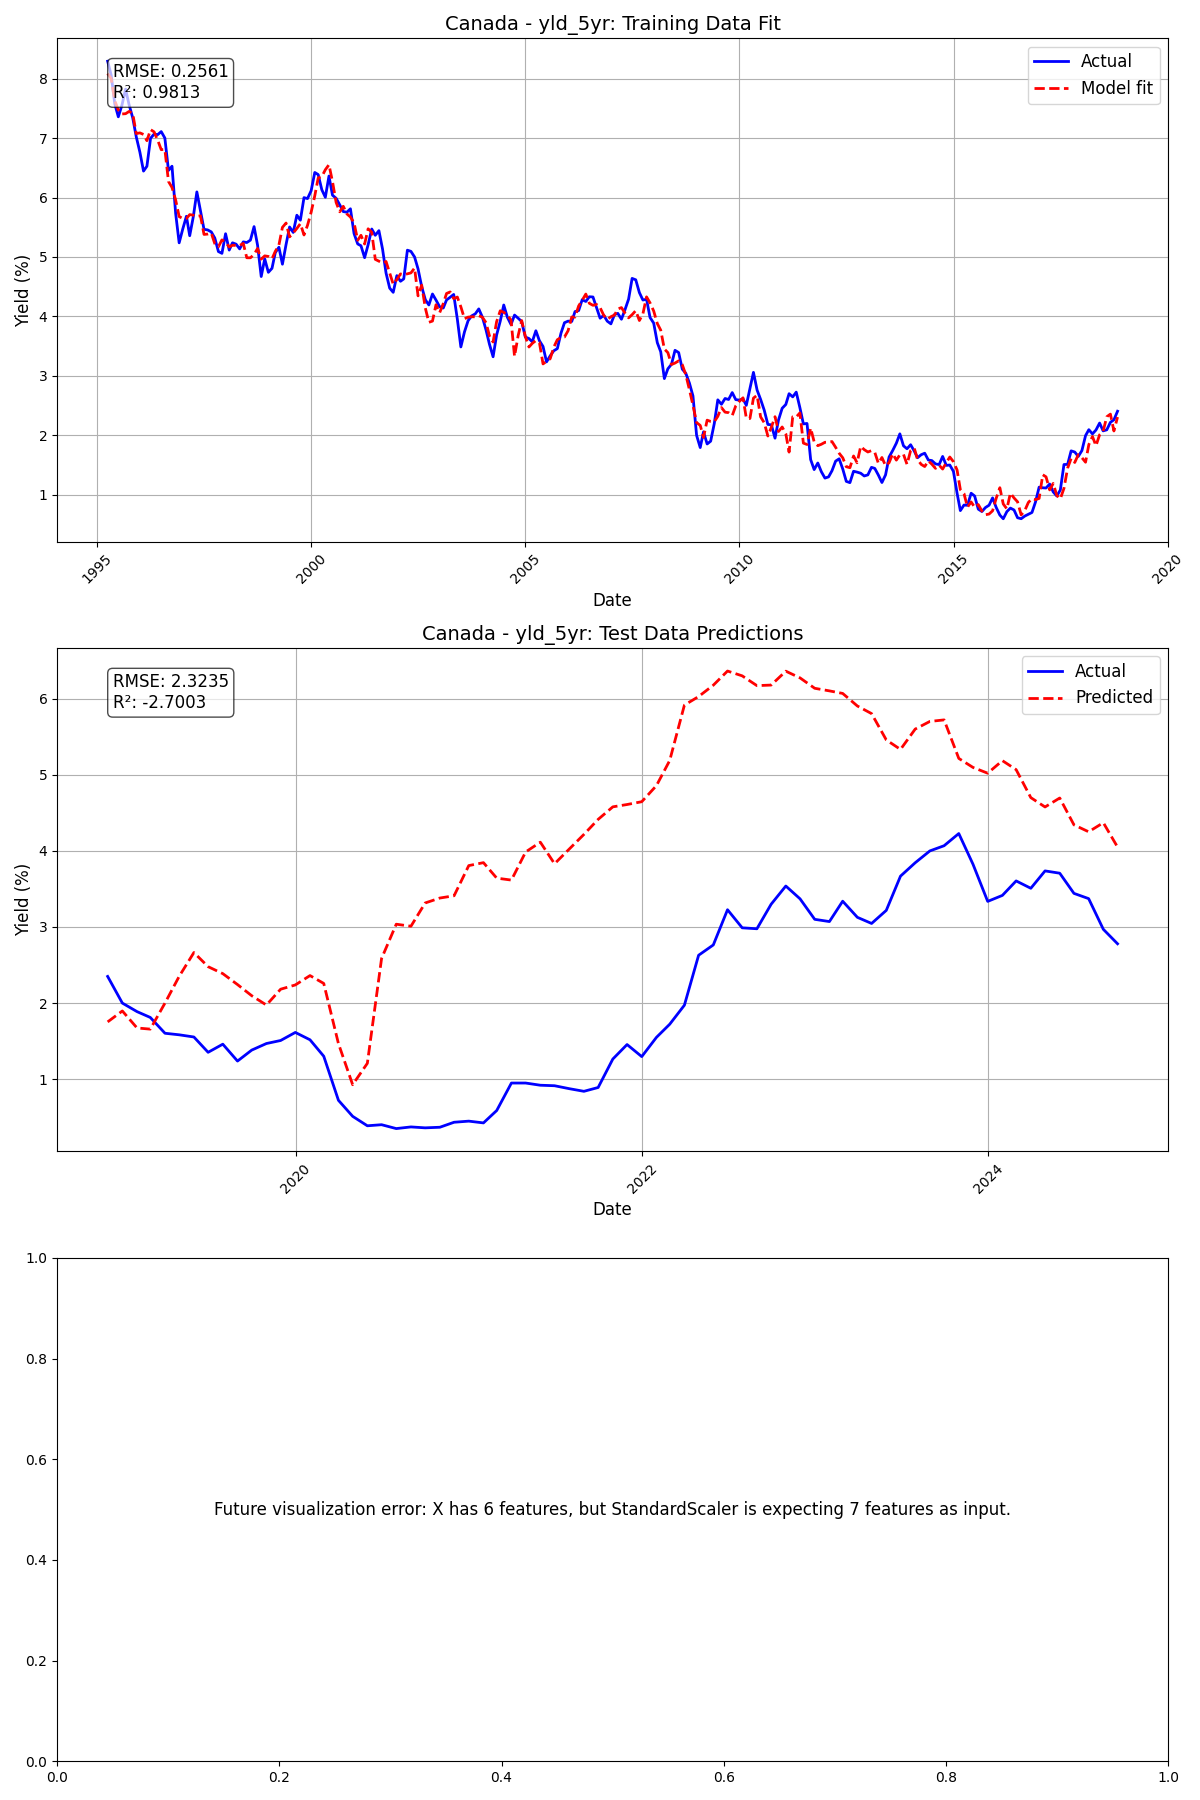 Canada - yld_5yr: Training Data Fit
RMSE: 0.2561
R²: 0.9813
Actual
Model fit
Yield (%)
8
7
6
5
4
3
2
1
1995
2000
2005
2010
2015
2020
Date
Canada - yld_5yr: Test Data Predictions
RMSE: 2.3235
R²: -2.7003
Actual
Predicted
Yield (%)
6
5
4
3
2
1
2020
2022
2024
Date
1.0
0.8
0.6
0.4
0.2
0.0
Future visualization error: X has 6 features, but StandardScaler is expecting 7 features as input.
0.0
0.2
0.4
0.6
0.8
1.0